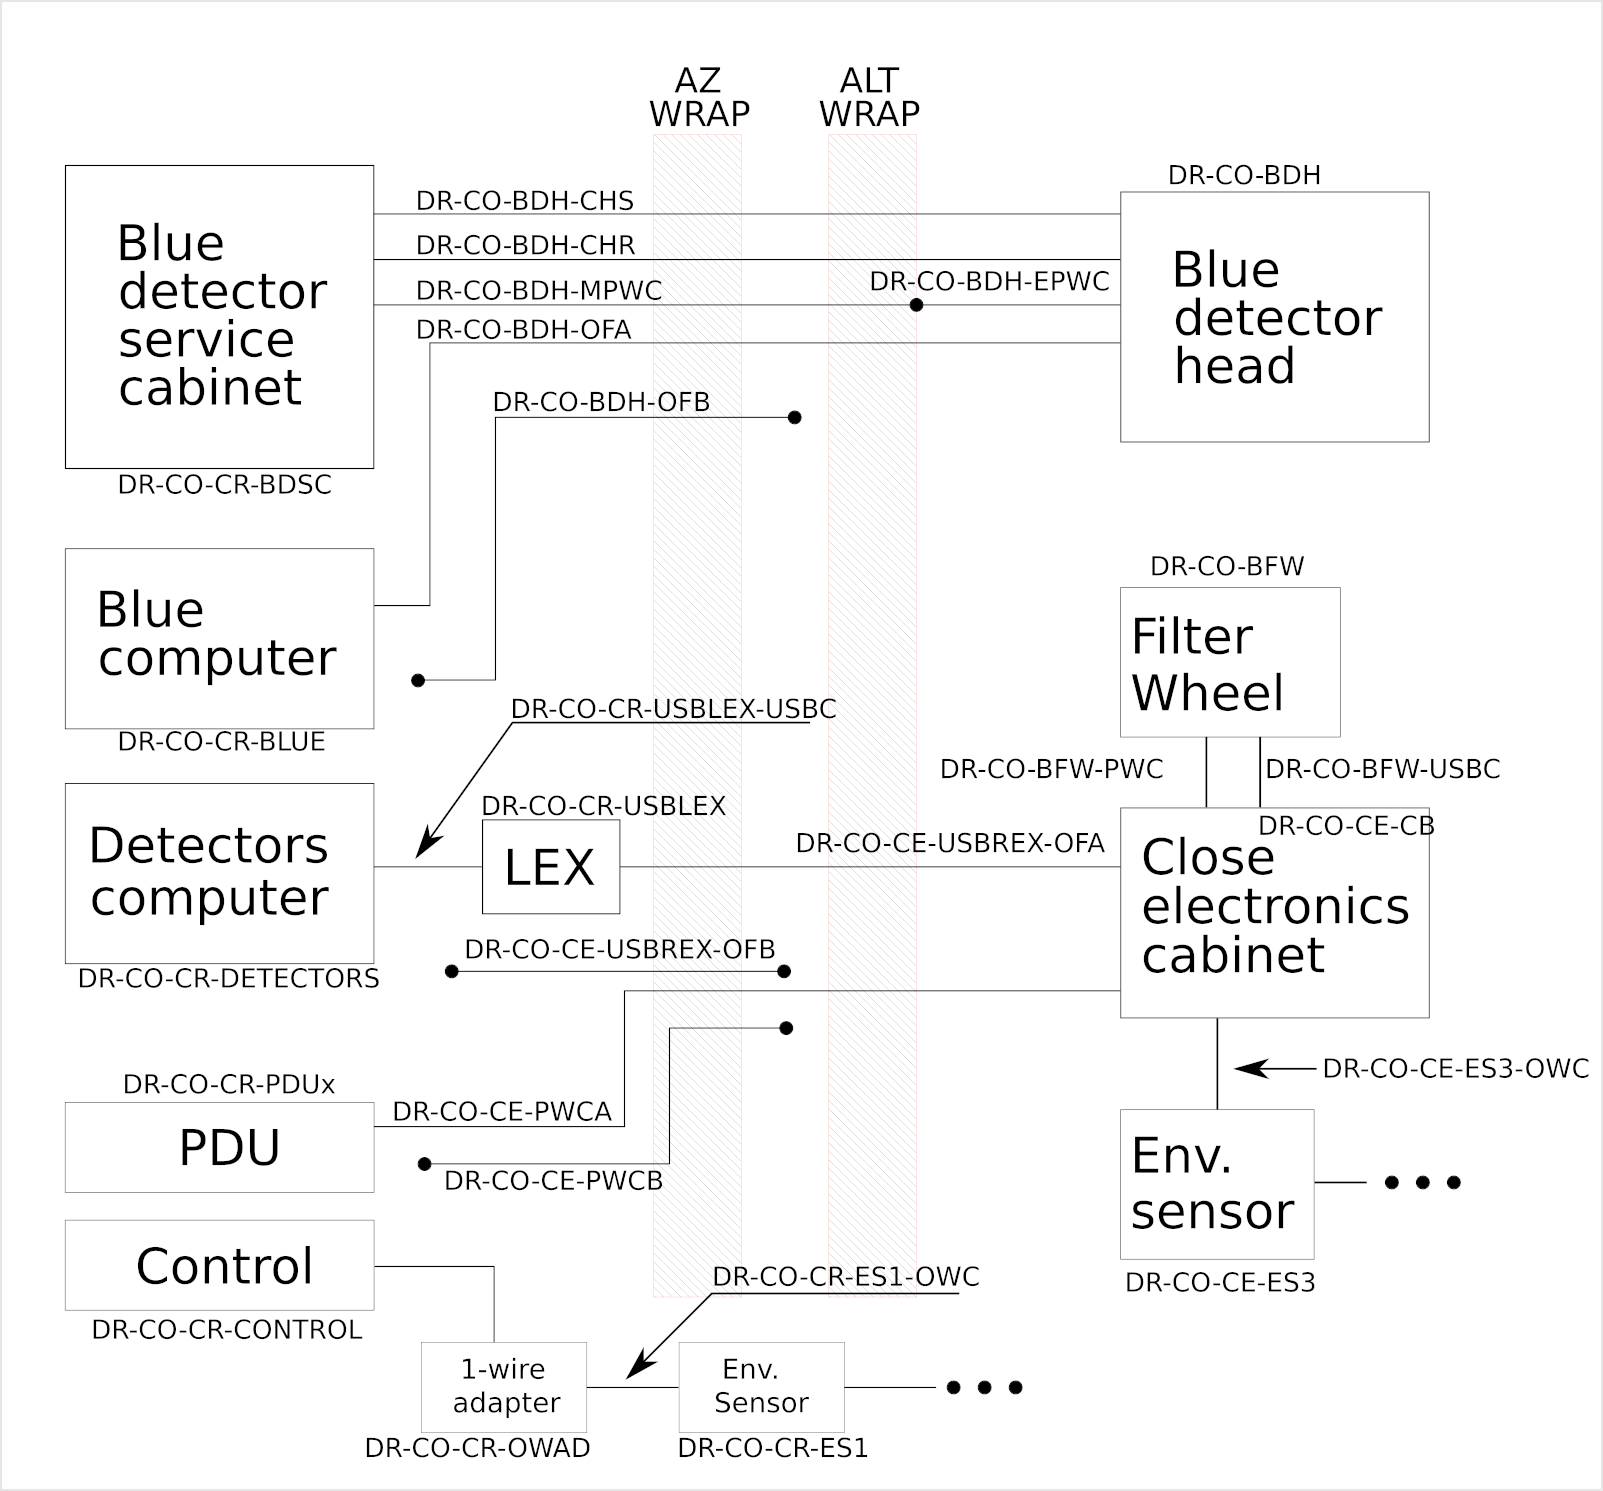 AZ
WRAP
ALT
WRAP
DR-CO-BDH
DR-CO-BDH-CHS
Blue
detector
service
cabinet
DR-CO-BDH-CHR
DR-CO-BDH-EPWC
DR-CO-BDH-MPWC
Blue
detector
head
DR-CO-BDH-OFA
DR-CO-BDH-OFB
DR-CO-CR-BDSC
DR-CO-BFW
Blue
computer
Filter
Wheel
DR-CO-CR-USBLEX-USBC
DR-CO-CR-BLUE
DR-CO-BFW-PWC
DR-CO-BFW-USBC
DR-CO-CR-USBLEX
DR-CO-CE-CB
Detectors
computer
LEX
DR-CO-CE-USBREX-OFA
Close
electronics
cabinet
DR-CO-CE-USBREX-OFB
DR-CO-CR-DETECTORS
DR-CO-CE-ES3-OWC
DR-CO-CR-PDUx
DR-CO-CE-PWCA
PDU
DR-CO-CE-PWCB
Env.
sensor
Control
DR-CO-CR-ES1-OWC
DR-CO-CE-ES3
DR-CO-CR-CONTROL
1-wire
adapter
Env.
Sensor
DR-CO-CR-OWAD
DR-CO-CR-ES1